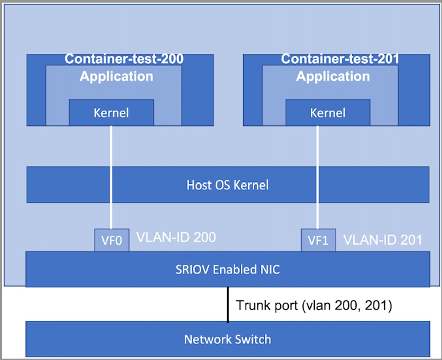 Container-test-200
Application
Kernel
Container-test-201
Application
Kernel
Host OS Kernel
VF0
VLAN-ID 200
VF1
VLAN-ID 201
SRIOV Enabled NIC
Trunk port (vlan 200, 201)
Network Switch